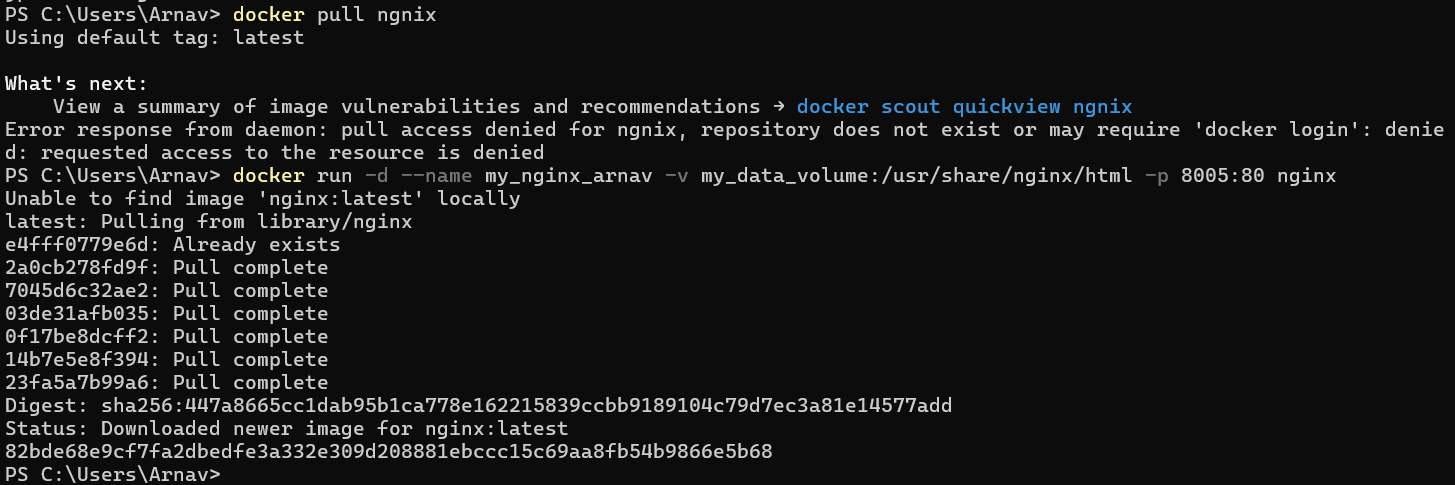 PS C:\Users\Arnav> docker pull ngnix
Using default tag: latest
What's next:
    View a summary of image vulnerabilities and recommendations → docker scout quickview ngnix
Error response from daemon: pull access denied for ngnix, repository does not exist or may require 'docker login': denie
d: requested access to the resource is denied
PS C:\Users\Arnav> docker run -d --name my_nginx_arnav -v my_data_volume:/usr/share/nginx/html -p 8005:80 nginx
Unable to find image 'nginx:latest' locally
latest: Pulling from library/nginx
e4fff0779e6d: Already exists
2a0cb278fd9f: Pull complete
7045d6c32ae2: Pull complete
03de31afb035: Pull complete
0f17be8dcff2: Pull complete
14b7e5e8f394: Pull complete
23fa5a7b99a6: Pull complete
Digest: sha256:447a8665cc1dab95b1ca778e162215839ccbb9189104c79d7ec3a81e14577add
Status: Downloaded newer image for nginx:latest
82bde68e9cf7fa2dbedfe3a332e309d208881ebccc15c69aa8fb54b9866e5b68
PS C:\Users\Arnav>